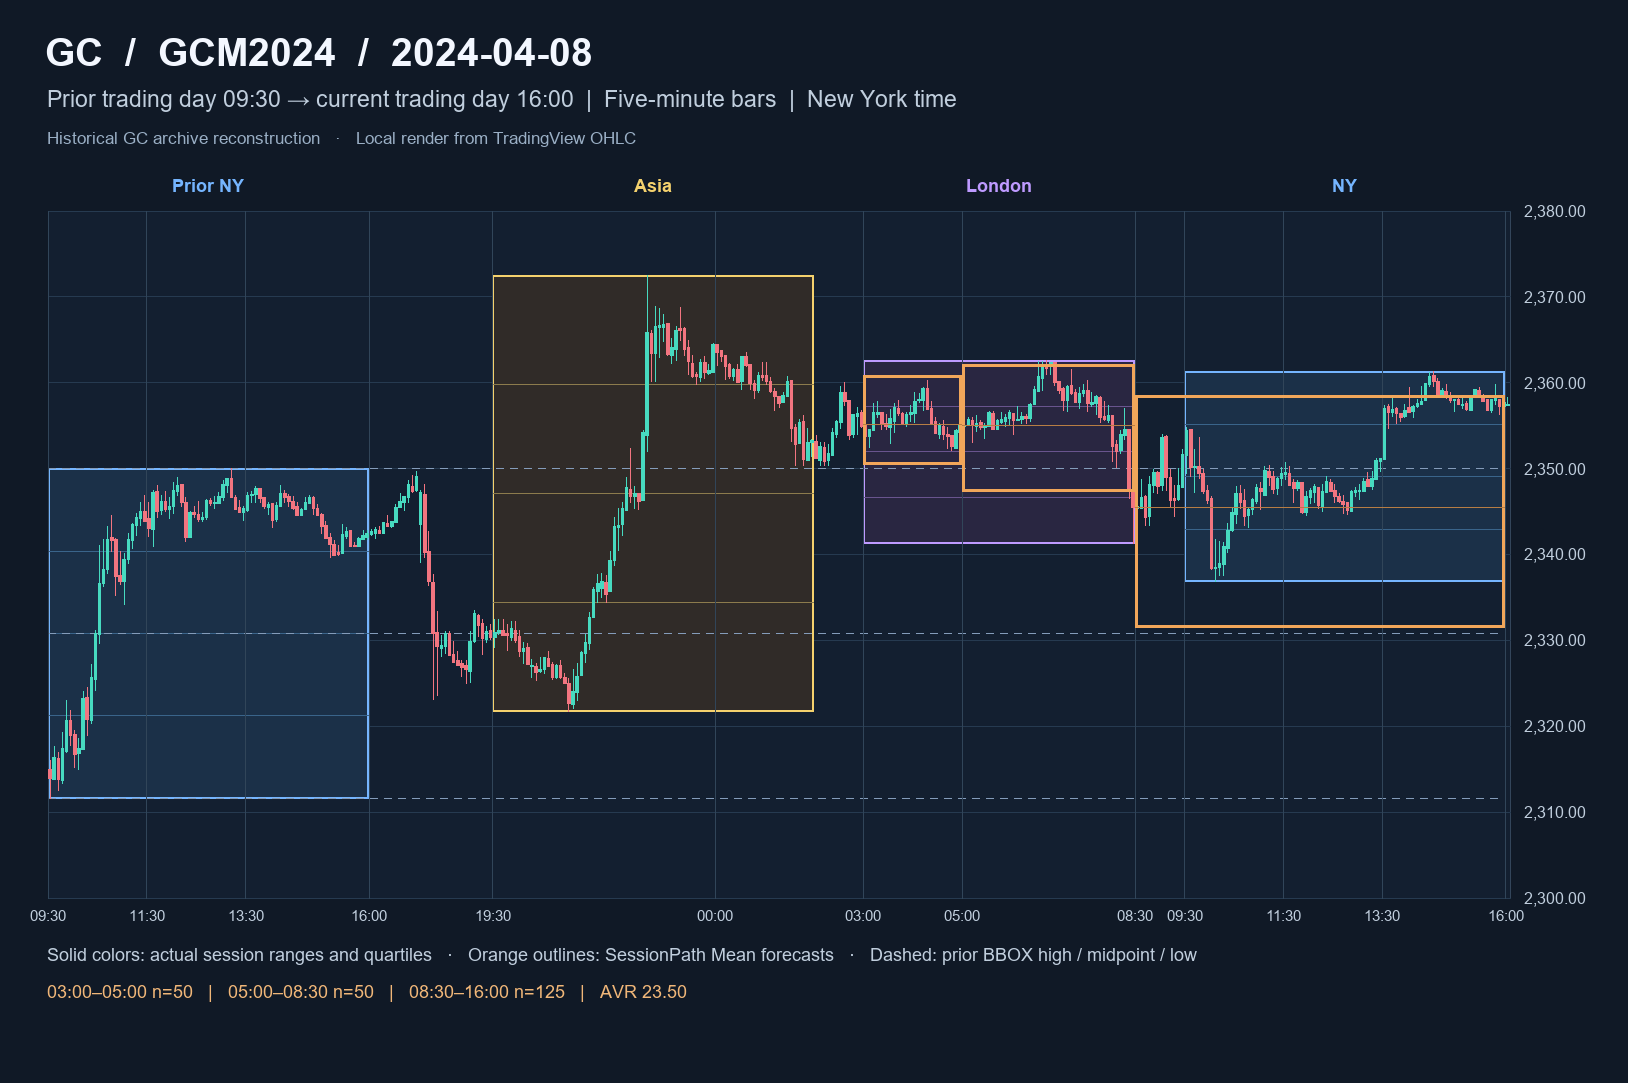 GC / GCM2024 / 2024-04-08
Prior trading day 09:30 → current trading day 16:00 | Five-minute bars | New York time
Historical GC archive reconstruction · Local render from TradingView OHLC
Prior NY Asia London NY
2,380.00
2,370.00
2,360.00
2,350.00
2,340.00
2,330.00
2,320.00
2,310.00
2,300.00
09:30 11:30 13:30 16:00 19:30 00:00 03:00 05:00 08:30 09:30 11:30 13:30 16:00
Solid colors: actual session ranges and quartiles · Orange outlines: SessionPath Mean forecasts · Dashed: prior BBOX high / midpoint / low
03:00–05:00 n=50 | 05:00–08:30 n=50 | 08:30–16:00 n=125 | AVR 23.50